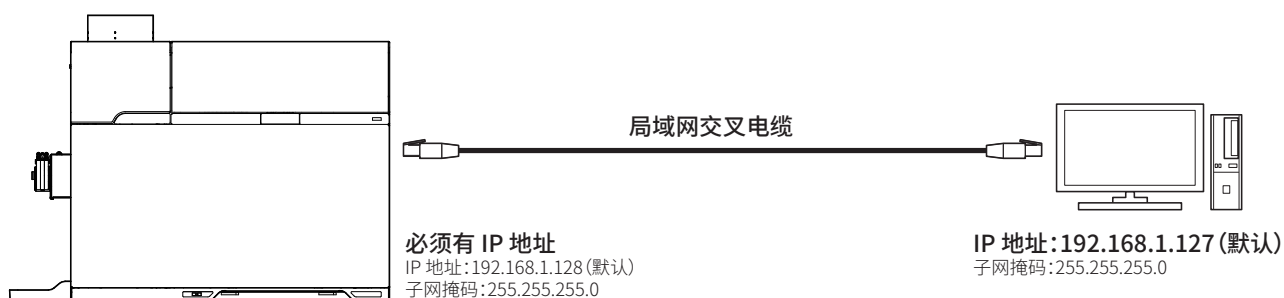 局域网交叉电缆
必须有 IP 地址
IP 地址：192.168.1.128（默认）
子网掩码：255.255.255.0
IP 地址：192.168.1.127（默认）
子网掩码：255.255.255.0